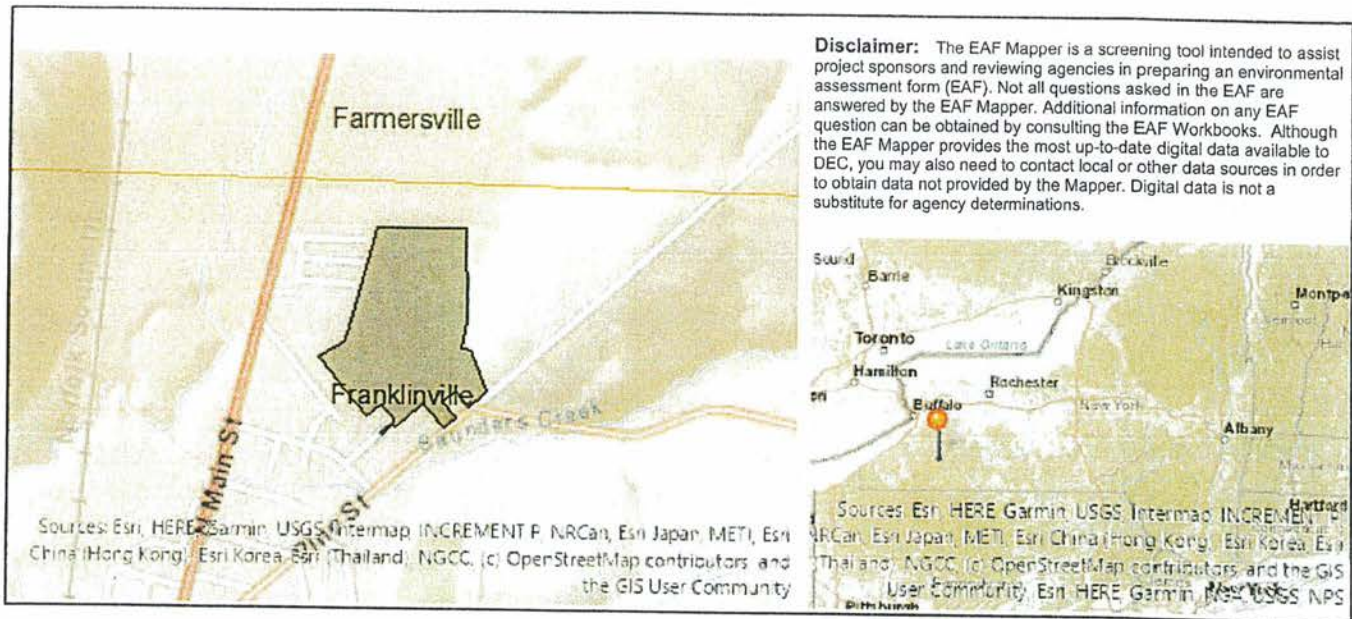 Disclaimer: The EAF Mapper is a screening tool intended to assist
project sponsors and reviewing agencies in preparing an environmental
assessment form (EAF). Not all questions asked in the EAF are
answered by the EAF Mapper. Additional information on any EAF
question can be obtained by consulting the EAF Workbooks. Although
the EAF Mapper provides the most up-to-date digital data available to
DEC, you may also need to contact local or other data sources in order
to obtain data not provided by the Mapper. Digital data is not a
substitute for agency determinations.
Farmersville
Franklinville
Saunders Creek
Main St
Sources: Esri, HERE, Garmin, USGS, Intermap, INCREMENT P, NRCan, Esri Japan, METI, Esri
China (Hong Kong), Esri Korea, Esri (Thailand), NGCC, (c) OpenStreetMap contributors, and
the GIS User Community
Sound
Barrie
Brockville
Kingston
Montpe
Toronto
Lake Ontario
Hamilton
Rochester
Buffalo
New York
Albany
Hartford
Sources: Esri, HERE, Garmin, USGS, Intermap, INCREMENT P,
NRCan, Esri Japan, METI, Esri China (Hong Kong), Esri Korea, Esri
(Thailand), NGCC, (c) OpenStreetMap contributors, and the GIS
User Community, Esri, HERE, Garmin, USGS, NPS